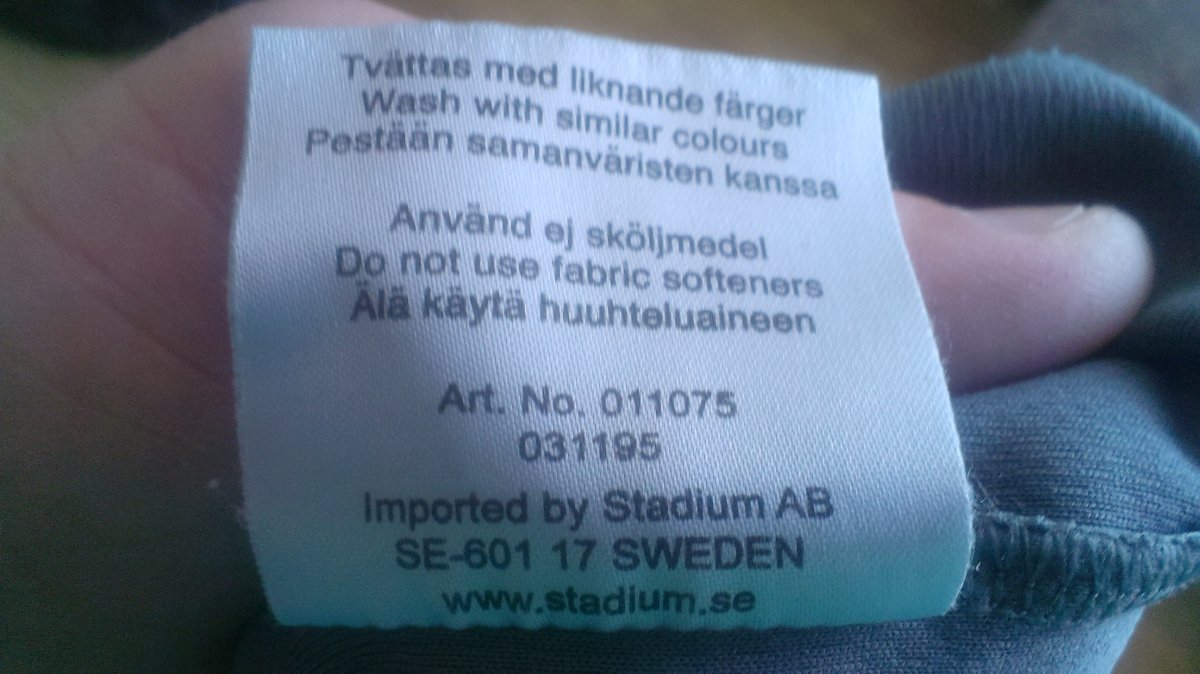 Tvättas med liknande färger
Wash with similar colours
Pestään samanväristen kanssa
Använd ej sköljmedel
Do not use fabric softeners
Älä käytä huuhteluaineen
Art. No. 011075
031195
Imported by Stadium AB
SE-601 17 SWEDEN
www.stadium.se